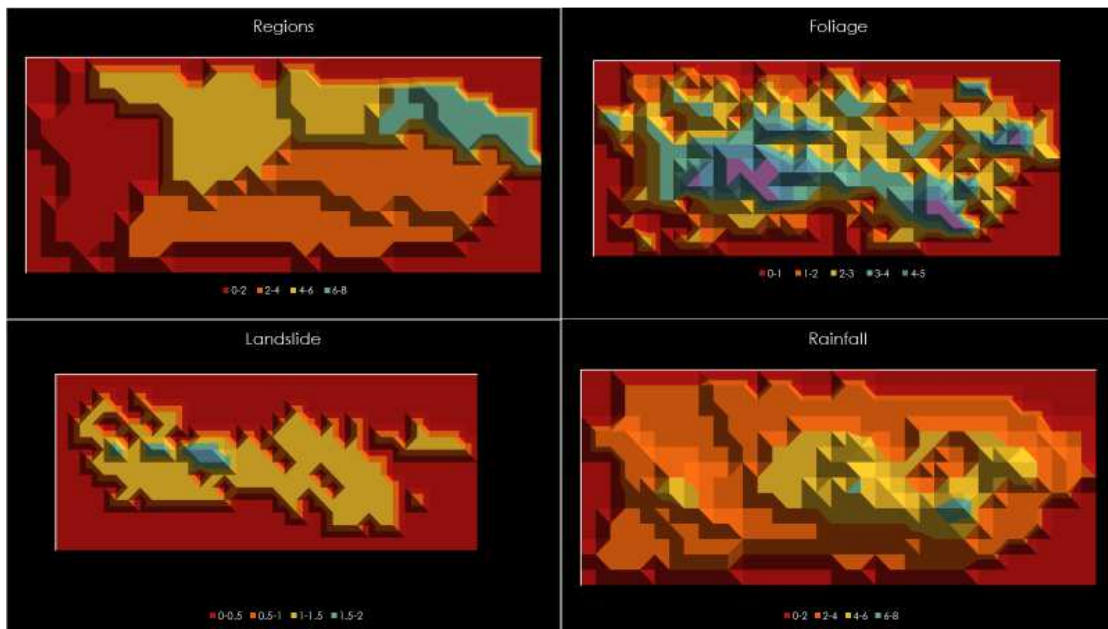 Regions
0-2 2-4 4-6 6-8
Foliage
0-1 1-2 2-3 3-4 4-5
Landslide
0-0.5 0.5-1 1-1.5 1.5-2
Rainfall
0-2 2-4 4-6 6-8